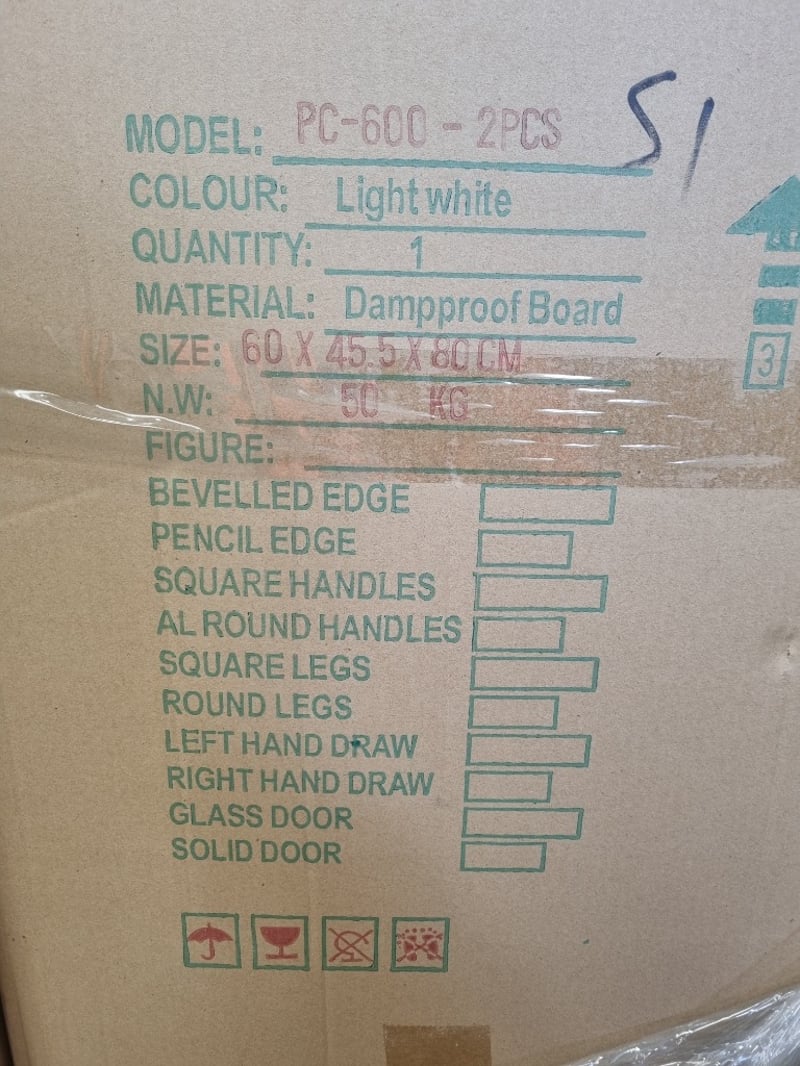 MODEL: PC-600 - 2PCS
S1
COLOUR: Light white
QUANTITY: 1
MATERIAL: Dampproof Board
SIZE: 60 X 45.5 X 80 CM
3
N.W: 50 KG
FIGURE:
BEVELLED EDGE
PENCIL EDGE
SQUARE HANDLES
AL ROUND HANDLES
SQUARE LEGS
ROUND LEGS
LEFT HAND DRAW
RIGHT HAND DRAW
GLASS DOOR
SOLID DOOR